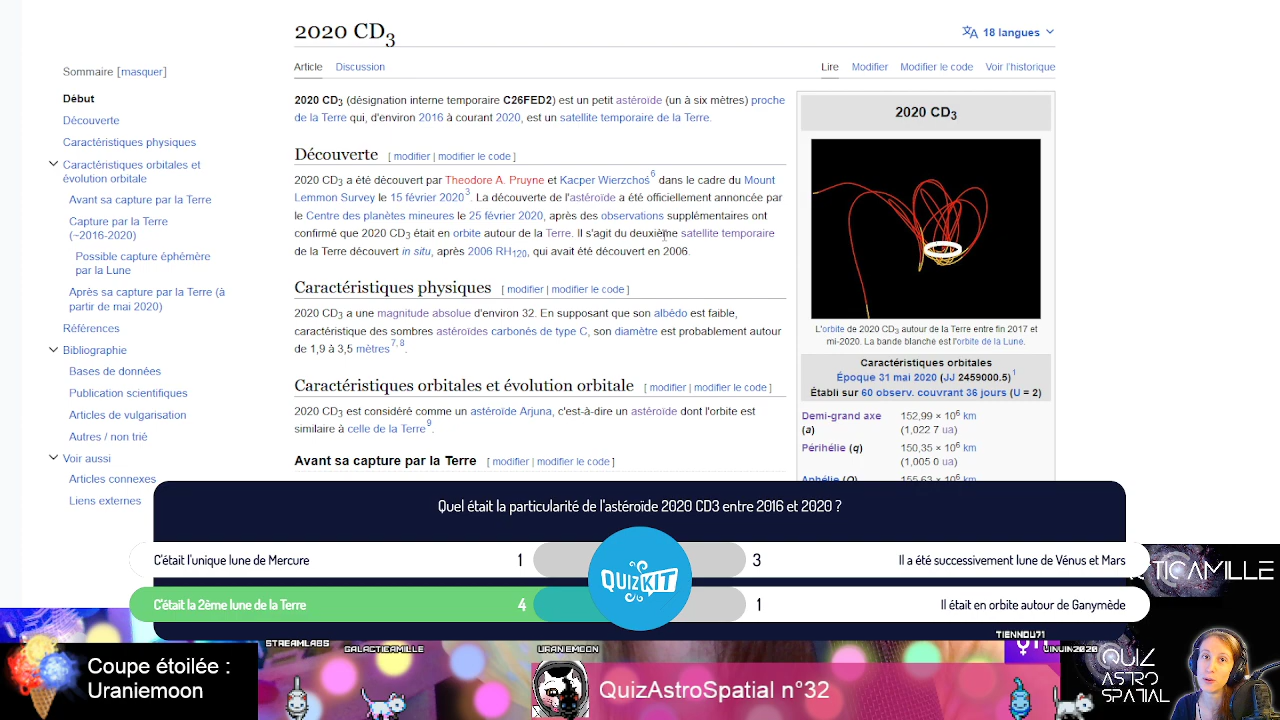 2020 CD3
18 langues
Sommaire [masquer]
Article Discussion
Lire Modifier Modifier le code Voir l'historique
Début
Découverte
Caractéristiques physiques
Caractéristiques orbitales et
évolution orbitale
Avant sa capture par la Terre
Capture par la Terre
(~2016-2020)
Possible capture éphémère
par la Lune
Après sa capture par la Terre (à
partir de mai 2020)
Références
Bibliographie
Bases de données
Publication scientifiques
Articles de vulgarisation
Autres / non trié
Voir aussi
Articles connexes
Liens externes
2020 CD3 (désignation interne temporaire C26FED2) est un petit astéroïde (un à six mètres) proche
de la Terre qui, d'environ 2016 à courant 2020, est un satellite temporaire de la Terre.
Découverte [ modifier | modifier le code ]
2020 CD3 a été découvert par Theodore A. Pruyne et Kacper Wierzchoś6 dans le cadre du Mount
Lemmon Survey le 15 février 20203. La découverte de l'astéroïde a été officiellement annoncée par
le Centre des planètes mineures le 25 février 2020, après des observations supplémentaires ont
confirmé que 2020 CD3 était en orbite autour de la Terre. Il s'agit du deuxième satellite temporaire
de la Terre découvert in situ, après 2006 RH120, qui avait été découvert en 2006.
Caractéristiques physiques [ modifier | modifier le code ]
2020 CD3 a une magnitude absolue d'environ 32. En supposant que son albédo est faible,
caractéristique des sombres astéroïdes carbonés de type C, son diamètre est probablement autour
de 1,9 à 3,5 mètres7, 8.
Caractéristiques orbitales et évolution orbitale [ modifier | modifier le code ]
2020 CD3 est considéré comme un astéroïde Arjuna, c'est-à-dire un astéroïde dont l'orbite est
similaire à celle de la Terre9.
Avant sa capture par la Terre [ modifier | modifier le code ]
2020 CD3
L'orbite de 2020 CD3 autour de la Terre entre fin 2017 et
mi-2020. La bande blanche est l'orbite de la Lune.
Caractéristiques orbitales
Époque 31 mai 2020 (JJ 2459000.5)1
Établi sur 60 observ. couvrant 36 jours (U = 2)
Demi-grand axe 152,99 × 106 km
(a) (1,022 7 ua)
Périhélie (q) 150,35 × 106 km
(1,005 0 ua)
Aphélie (Q) 155,63 × 106 km
Quel était la particularité de l'astéroïde 2020 CD3 entre 2016 et 2020 ?
C'était l'unique lune de Mercure 1
3 Il a été successivement lune de Vénus et Mars
C'était la 2ème lune de la Terre 4
1 Il était en orbite autour de Ganymède
QUIZKIT
CTICAMILLE
STREAMLABS
GALACTICAMILLE
URANIEMOON
TIENNOU71
LINUIN2020
Coupe étoilée :
Uraniemoon
QuizAstroSpatial n°32
QUIZ
ASTRO
SPATIAL